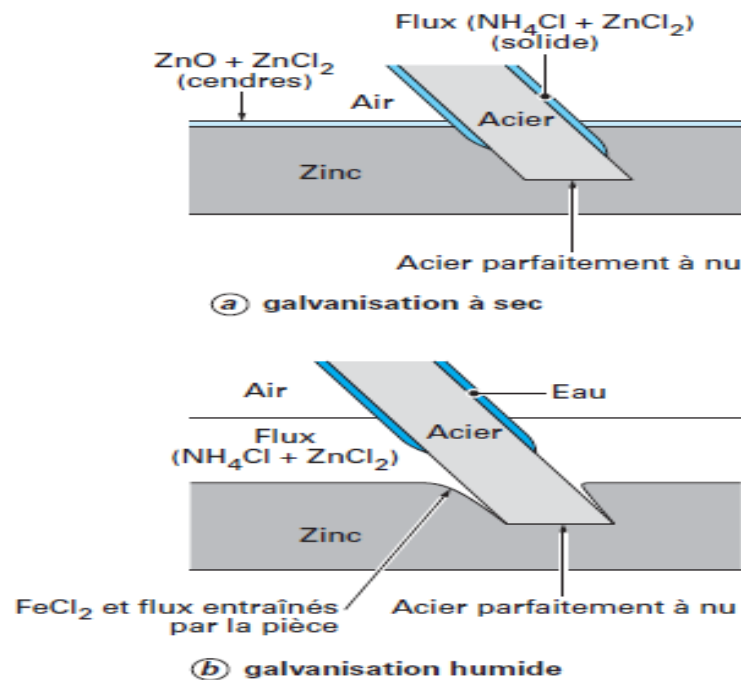 Flux (NH₄Cl + ZnCl₂)
(solide)
ZnO + ZnCl₂
(cendres)
Air
Acier
Zinc
Acier parfaitement à nu
a galvanisation à sec
Air
Eau
Flux
(NH₄Cl + ZnCl₂)
Acier
Zinc
FeCl₂ et flux entraînés
par la pièce
Acier parfaitement à nu
b galvanisation humide